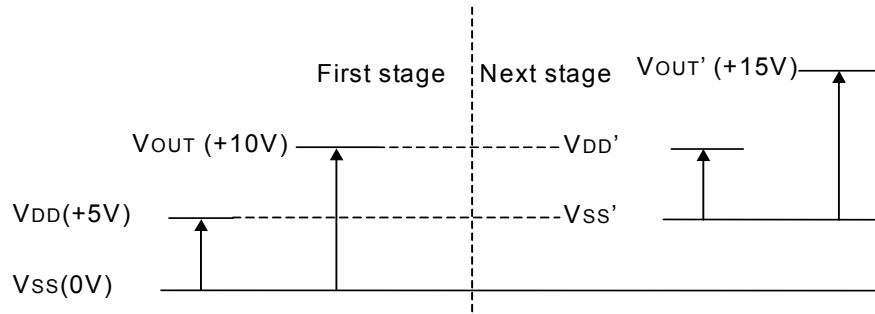 First stage
Next stage
VOUT' (+15V)
VOUT (+10V)
VDD'
VDD(+5V)
VSS'
VSS(0V)